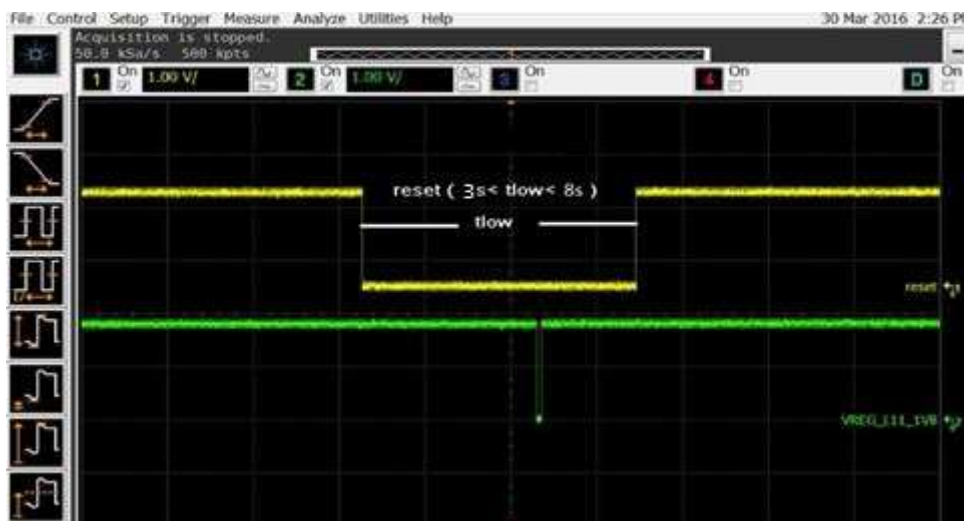 File Control Setup Trigger Measure Analyze Utilities Help 30 Mar 2016 2:26 PM
Acquisition is stopped.
50.0 kSa/s 500 kpts
1 On 1.00 V/ 2 On 1.00 V/ 3 On 4 On D On
reset ( 3s< tlow< 8s )
tlow
reset
VREG_L11_1V8